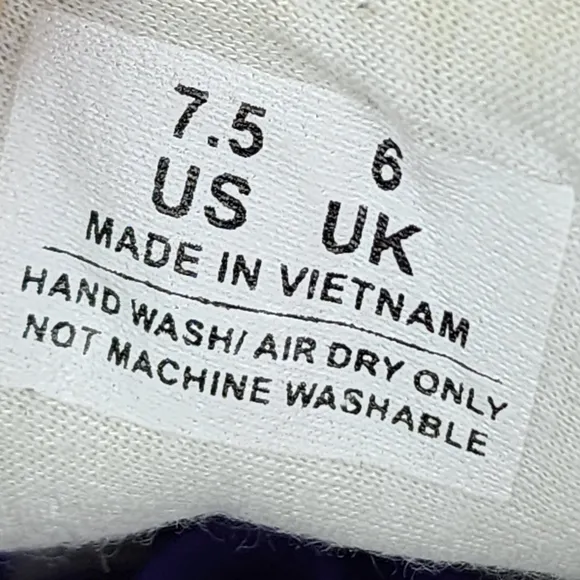 7.5 6
US UK
MADE IN VIETNAM
HAND WASH/ AIR DRY ONLY
NOT MACHINE WASHABLE